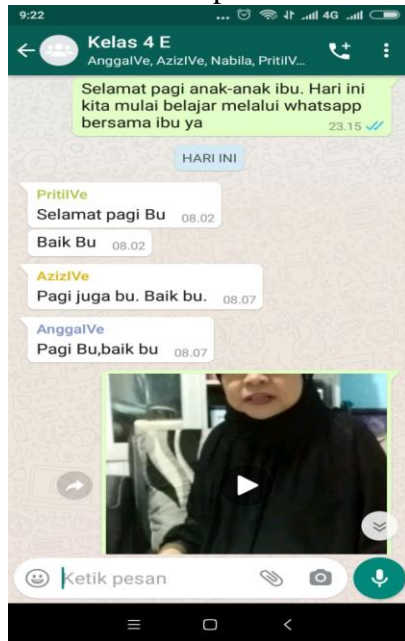 9:22 ... 4G
Kelas 4 E
AnggaIVe, AzizIVe, Nabila, PritiIV...
Selamat pagi anak-anak ibu. Hari ini
kita mulai belajar melalui whatsapp
bersama ibu ya
23.15
HARI INI
PritiIVe
Selamat pagi Bu 08.02
Baik Bu 08.02
AzizIVe
Pagi juga bu. Baik bu. 08.07
AnggaIVe
Pagi Bu,baik bu 08.07
Ketik pesan